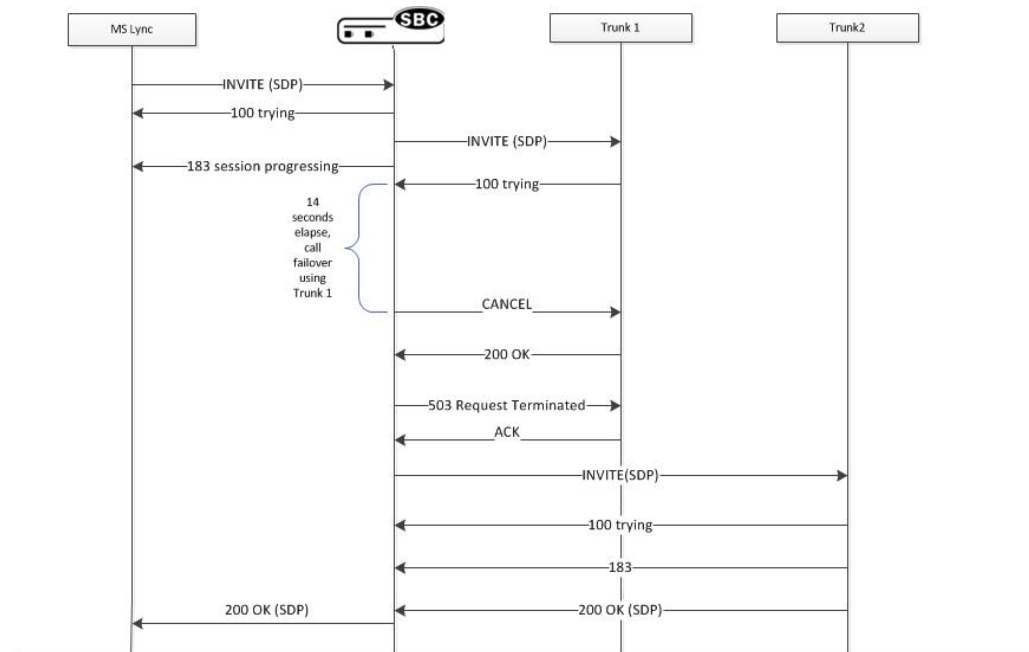 MS Lync
SBC
Trunk 1
Trunk2
INVITE (SDP)
100 trying
INVITE (SDP)
183 session progressing
100 trying
14
seconds
elapse,
call
failover
using
Trunk 1
CANCEL
200 OK
503 Request Terminated
ACK
INVITE(SDP)
100 trying
183
200 OK (SDP)
200 OK (SDP)